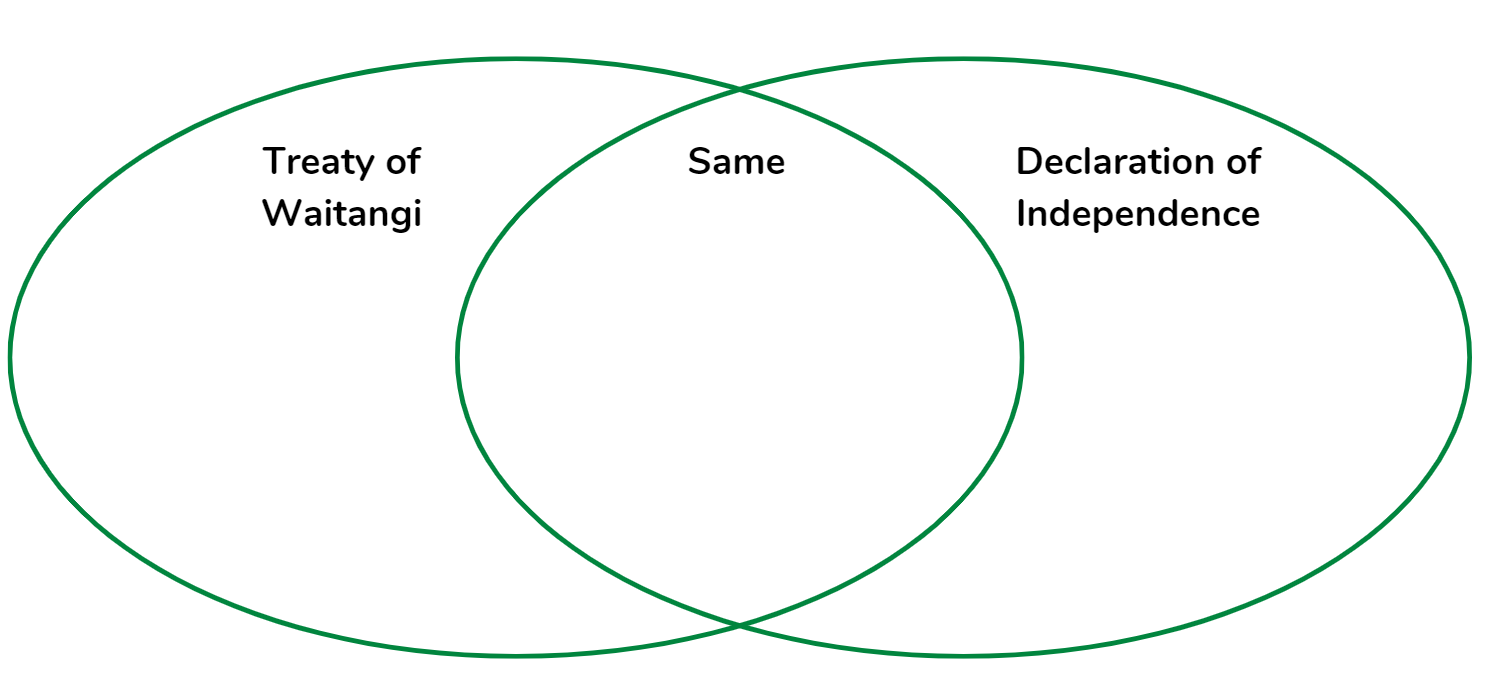 Treaty of
Waitangi
Same
Declaration of
Independence